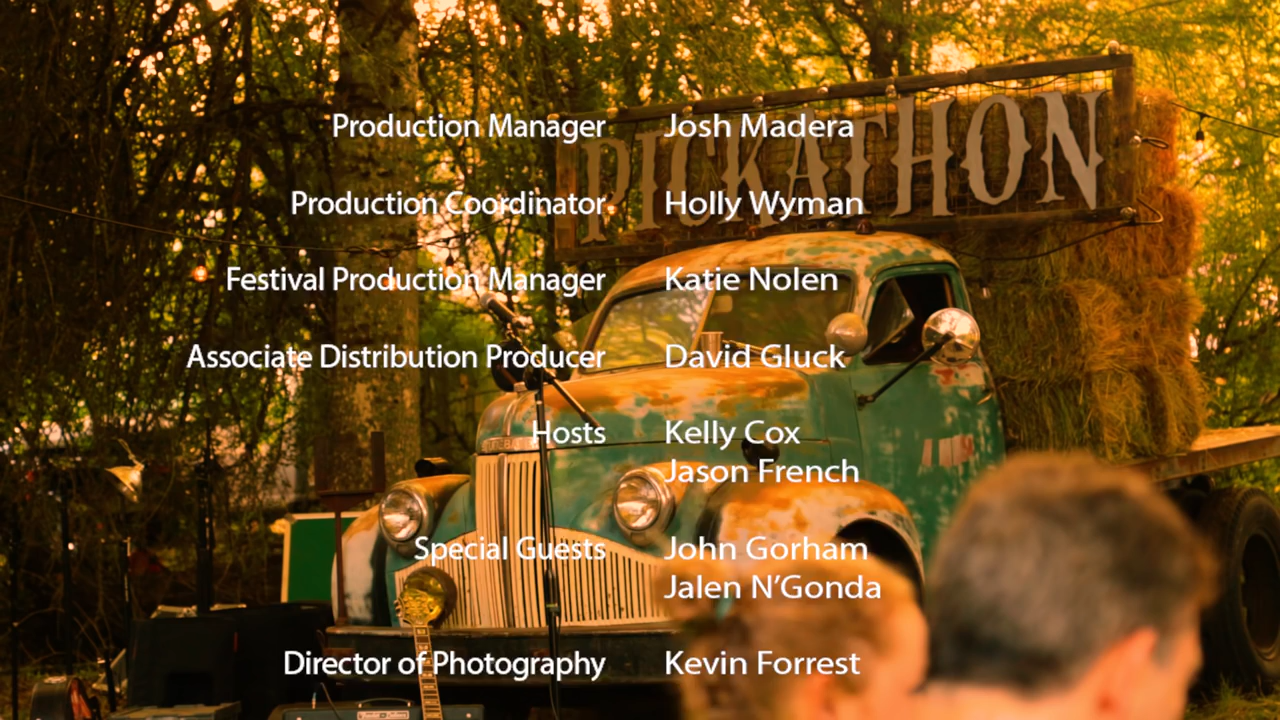 PICKATHON
Production Manager Josh Madera
Production Coordinator Holly Wyman
Festival Production Manager Katie Nolen
Associate Distribution Producer David Gluck
Hosts Kelly Cox
Jason French
Special Guests John Gorham
Jalen N’Gonda
Director of Photography Kevin Forrest